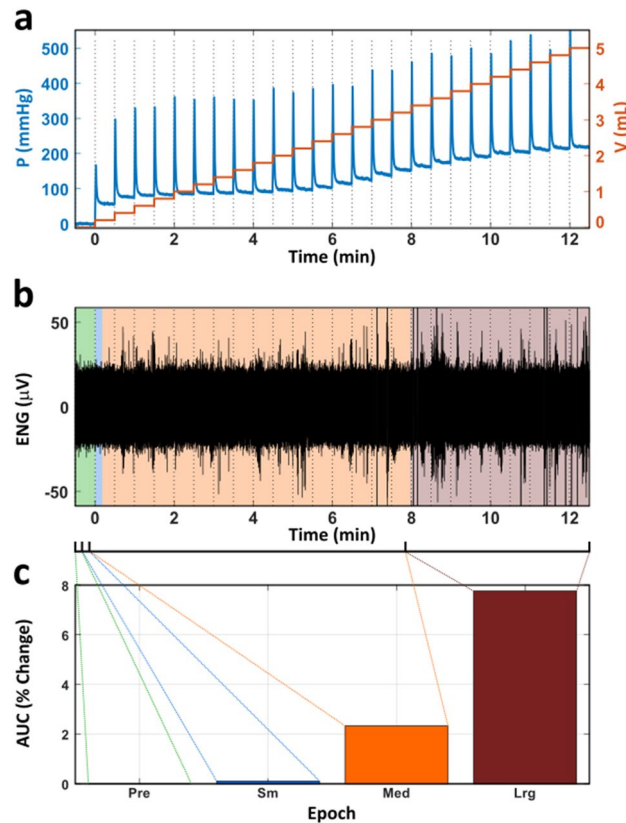 a
500
400
300
200
100
0
P (mmHg)
5
4
3
2
1
0
V (mL)
0 2 4 6 8 10 12
Time (min)
b
50
0
-50
ENG (µV)
0 2 4 6 8 10 12
Time (min)
c
8
6
4
2
0
AUC (% Change)
Pre Sm Med Lrg
Epoch